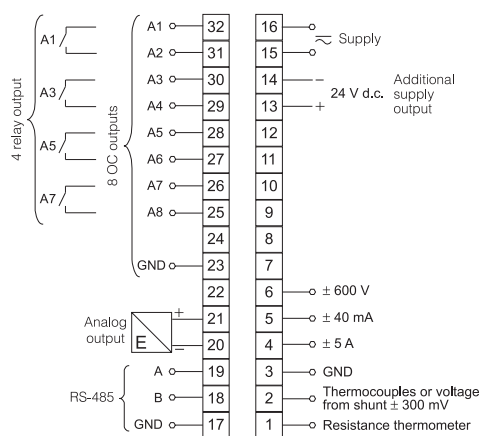 A1 32 16
Supply
A1 A2 31 15
A3 30 14 − Additional
24 V d.c. supply
A3 A4 29 13 + output
4 relay output
8 OC outputs
A5 28 12
A5 A6 27 11
A7 26 10
A7 A8 25 9
24 8
GND 23 7
22 6 ± 600 V
Analog output
E + −
21 5 ± 40 mA
20 4 ± 5 A
RS-485
A 19 3 GND
B 18 2 Thermocouples or voltage
from shunt ± 300 mV
GND 17 1 Resistance thermometer